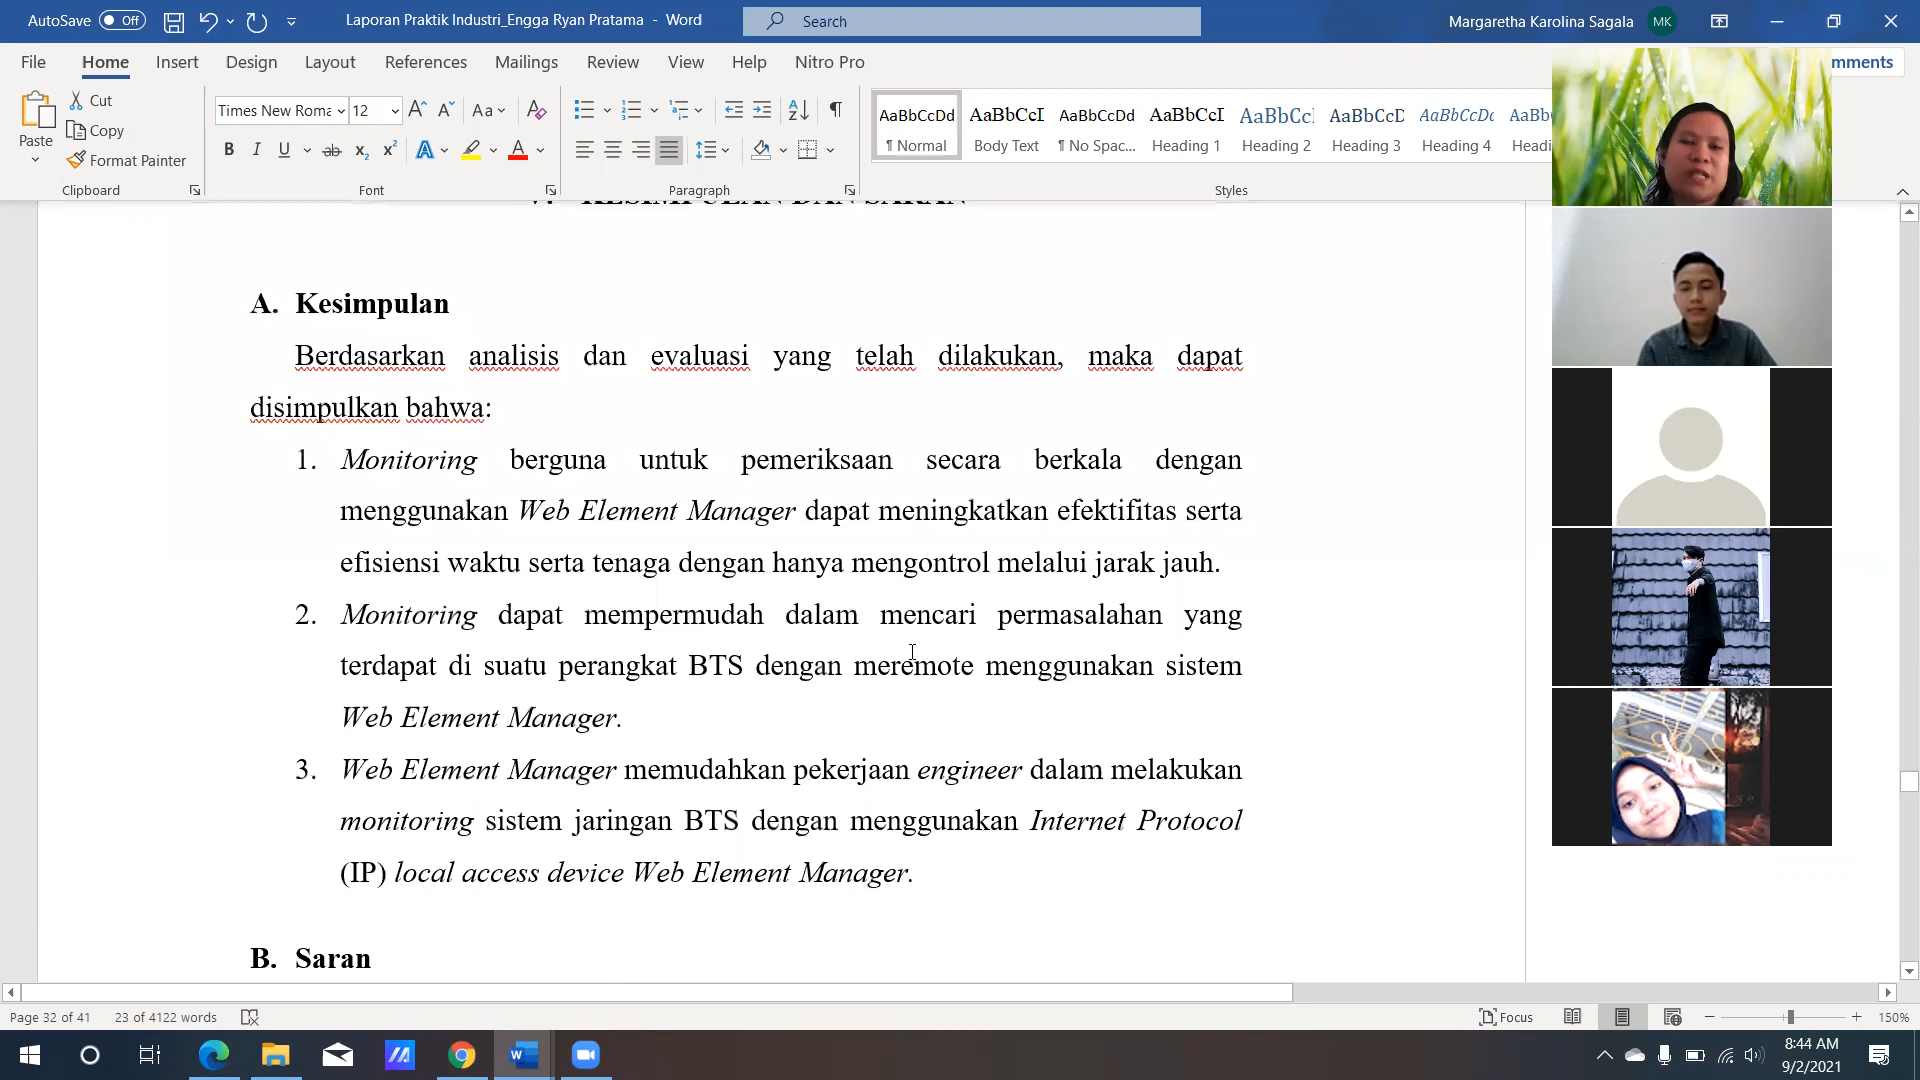 AutoSave Off Laporan Praktik Industri_Engga Ryan Pratama - Word Search Margaretha Karolina Sagala MK
File Home Insert Design Layout References Mailings Review View Help Nitro Pro mments
Paste
Cut
Copy
Format Painter
Clipboard
Times New Roma 12
Font
Paragraph
AaBbCcDd AaBbCcI AaBbCcDd AaBbCcI AaBbCc AaBbCcD AaBbCcDc AaBb
¶ Normal Body Text ¶ No Spac... Heading 1 Heading 2 Heading 3 Heading 4 Headi
Styles
V. KESIMPULAN DAN SARAN
A. Kesimpulan
Berdasarkan analisis dan evaluasi yang telah dilakukan, maka dapat
disimpulkan bahwa:
1. Monitoring berguna untuk pemeriksaan secara berkala dengan
menggunakan Web Element Manager dapat meningkatkan efektifitas serta
efisiensi waktu serta tenaga dengan hanya mengontrol melalui jarak jauh.
2. Monitoring dapat mempermudah dalam mencari permasalahan yang
terdapat di suatu perangkat BTS dengan meremote menggunakan sistem
Web Element Manager.
3. Web Element Manager memudahkan pekerjaan engineer dalam melakukan
monitoring sistem jaringan BTS dengan menggunakan Internet Protocol
(IP) local access device Web Element Manager.
B. Saran
Page 32 of 41 23 of 4122 words Focus 150%
8:44 AM
9/2/2021